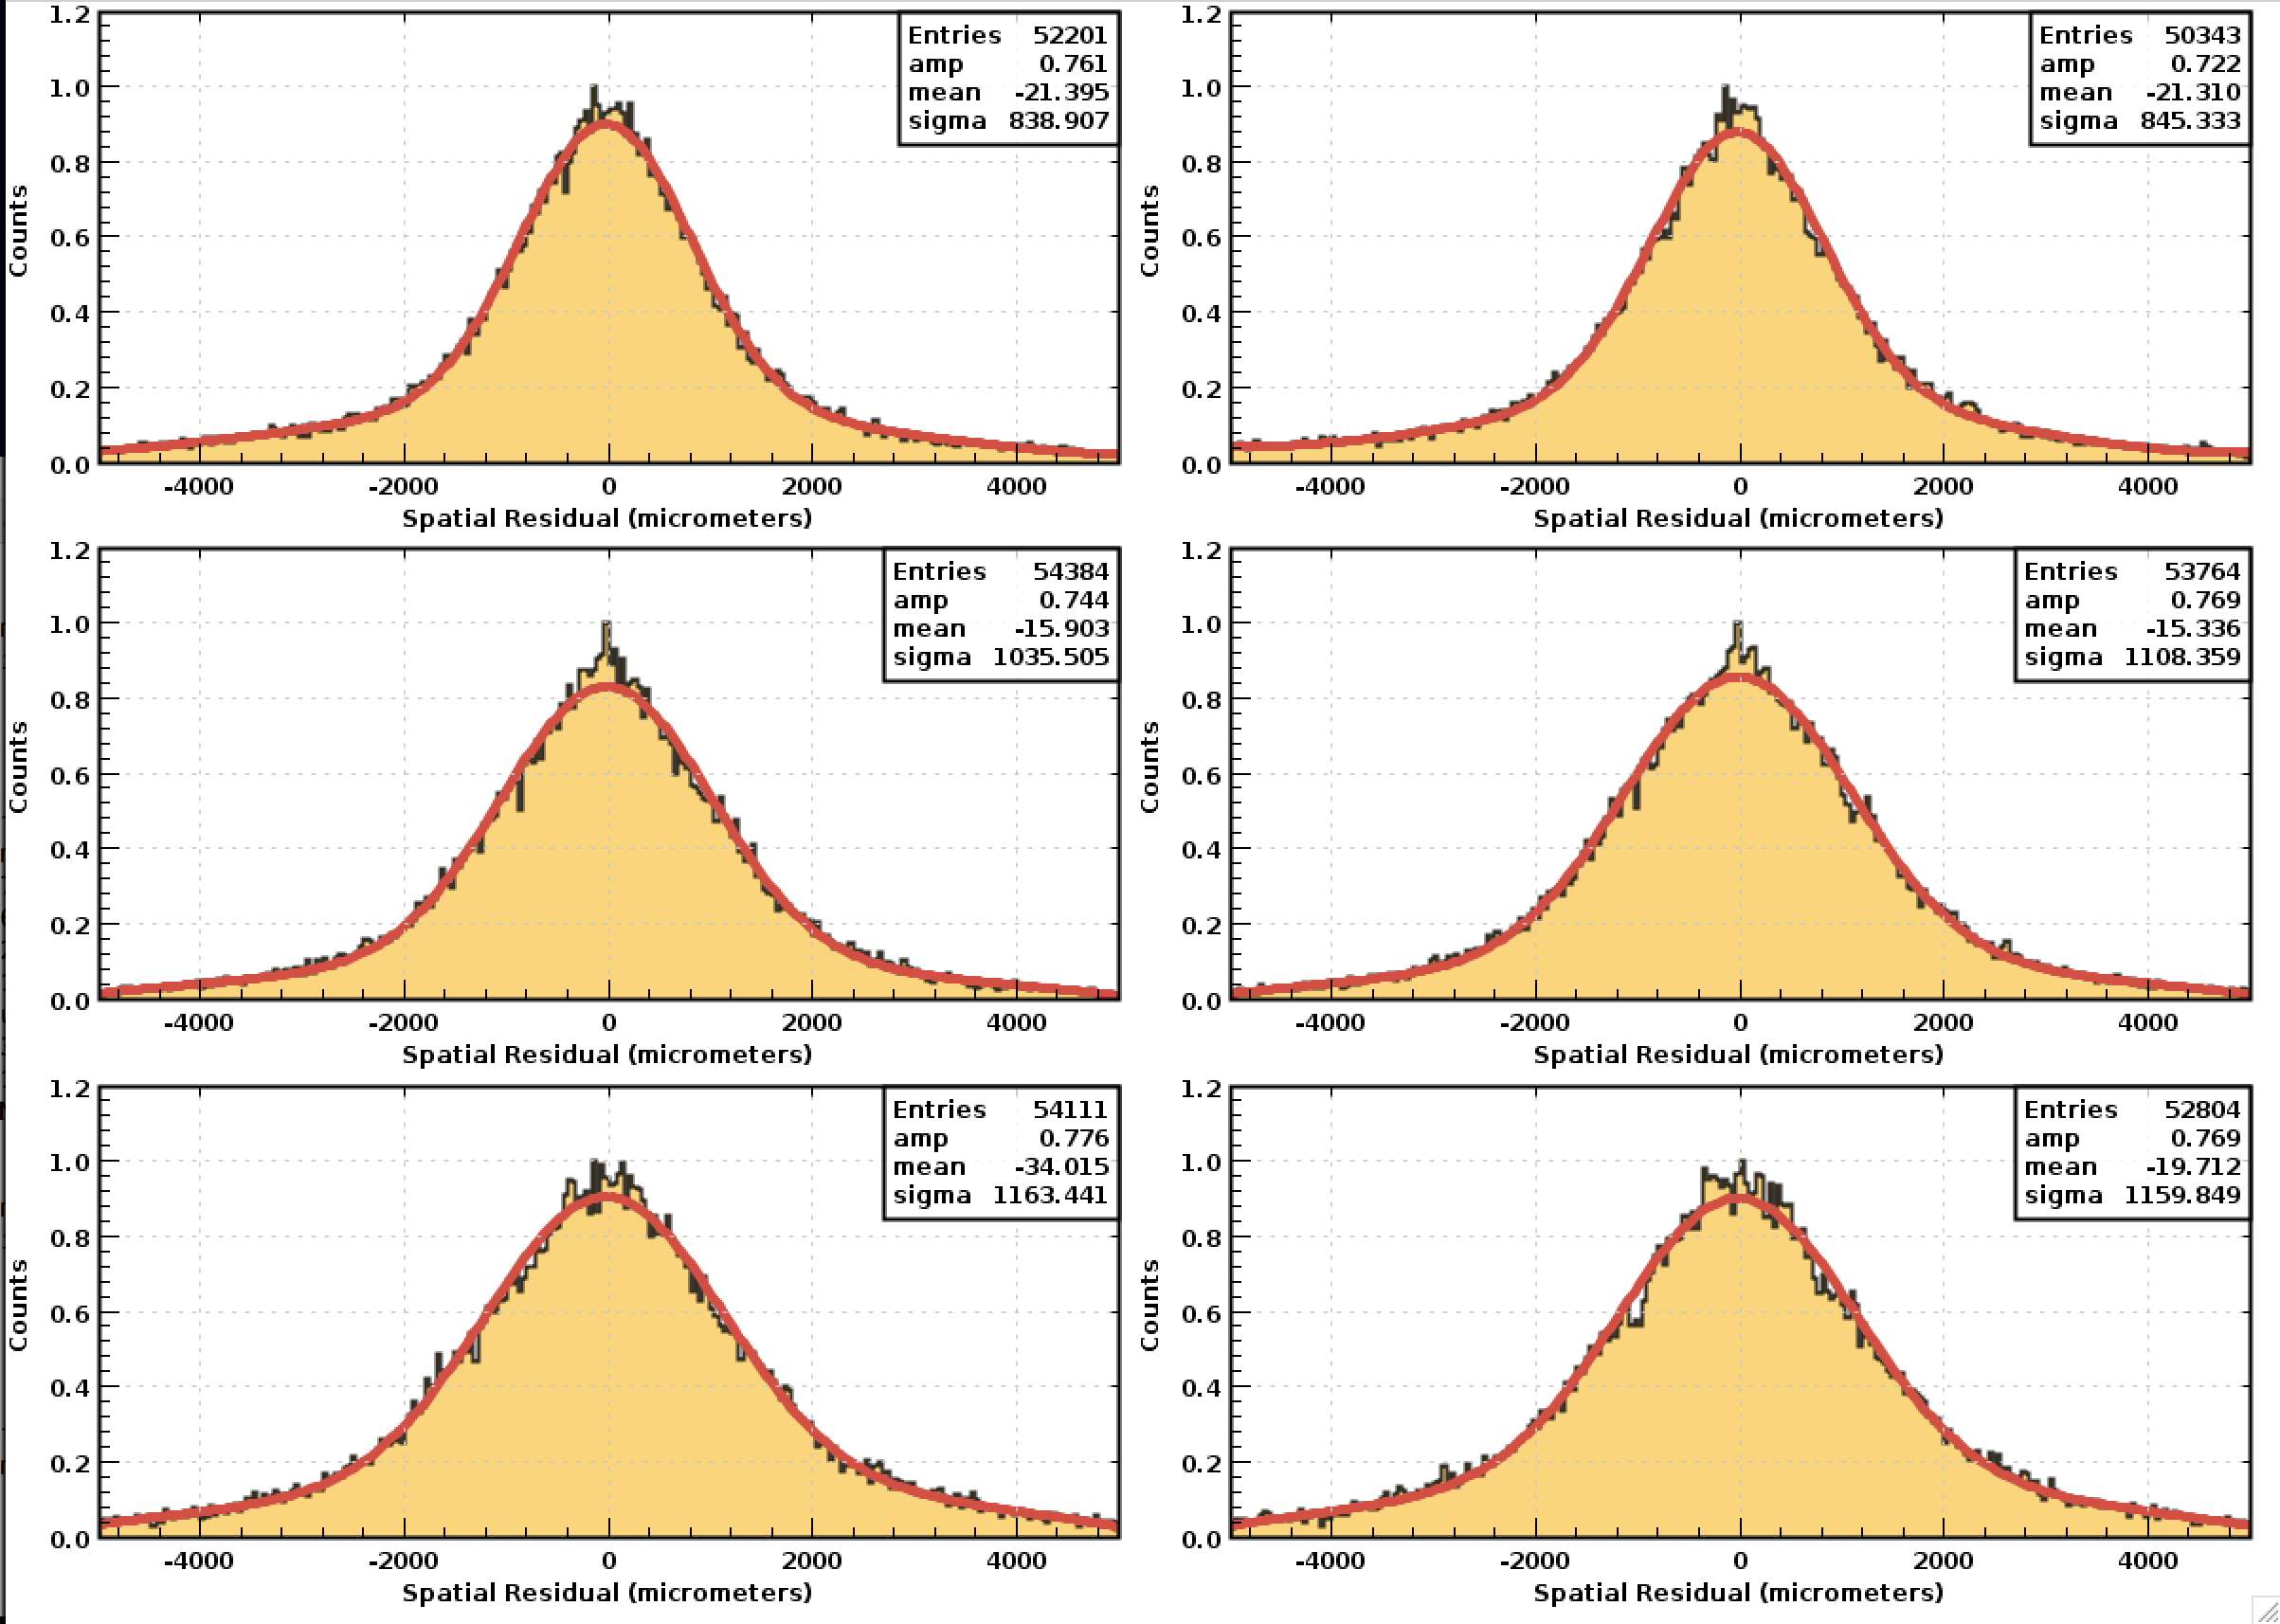 1.2
1.0
0.8
0.6
0.4
0.2
0.0
Counts
Entries 52201
amp 0.761
mean -21.395
sigma 838.907
-4000 -2000 0 2000 4000
Spatial Residual (micrometers)
1.2
1.0
0.8
0.6
0.4
0.2
0.0
Counts
Entries 50343
amp 0.722
mean -21.310
sigma 845.333
-4000 -2000 0 2000 4000
Spatial Residual (micrometers)
1.2
1.0
0.8
0.6
0.4
0.2
0.0
Counts
Entries 54384
amp 0.744
mean -15.903
sigma 1035.505
-4000 -2000 0 2000 4000
Spatial Residual (micrometers)
1.2
1.0
0.8
0.6
0.4
0.2
0.0
Counts
Entries 53764
amp 0.769
mean -15.336
sigma 1108.359
-4000 -2000 0 2000 4000
Spatial Residual (micrometers)
1.2
1.0
0.8
0.6
0.4
0.2
0.0
Counts
Entries 54111
amp 0.776
mean -34.015
sigma 1163.441
-4000 -2000 0 2000 4000
Spatial Residual (micrometers)
1.2
1.0
0.8
0.6
0.4
0.2
0.0
Counts
Entries 52804
amp 0.769
mean -19.712
sigma 1159.849
-4000 -2000 0 2000 4000
Spatial Residual (micrometers)